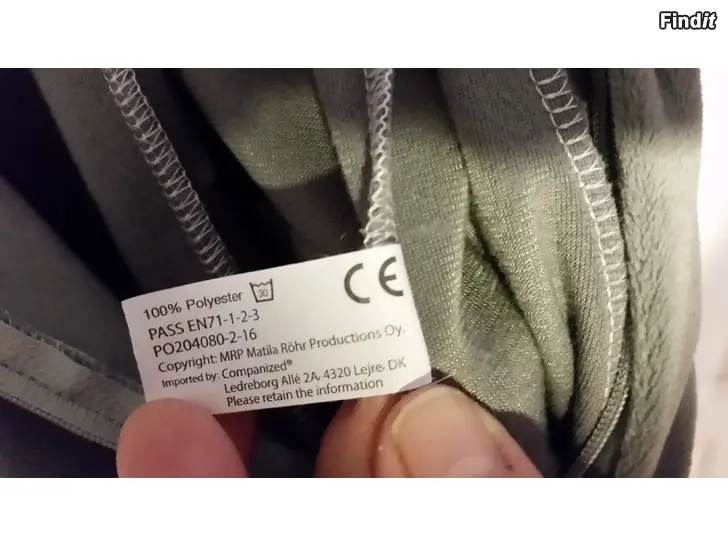 Findit
100% Polyester 30
CE
PASS EN71-1-2-3
PO204080-2-16
Copyright: MRP Matila Röhr Productions Oy.
Imported by: Companized®
Ledreborg Allé 2A, 4320 Lejre, DK
Please retain the information